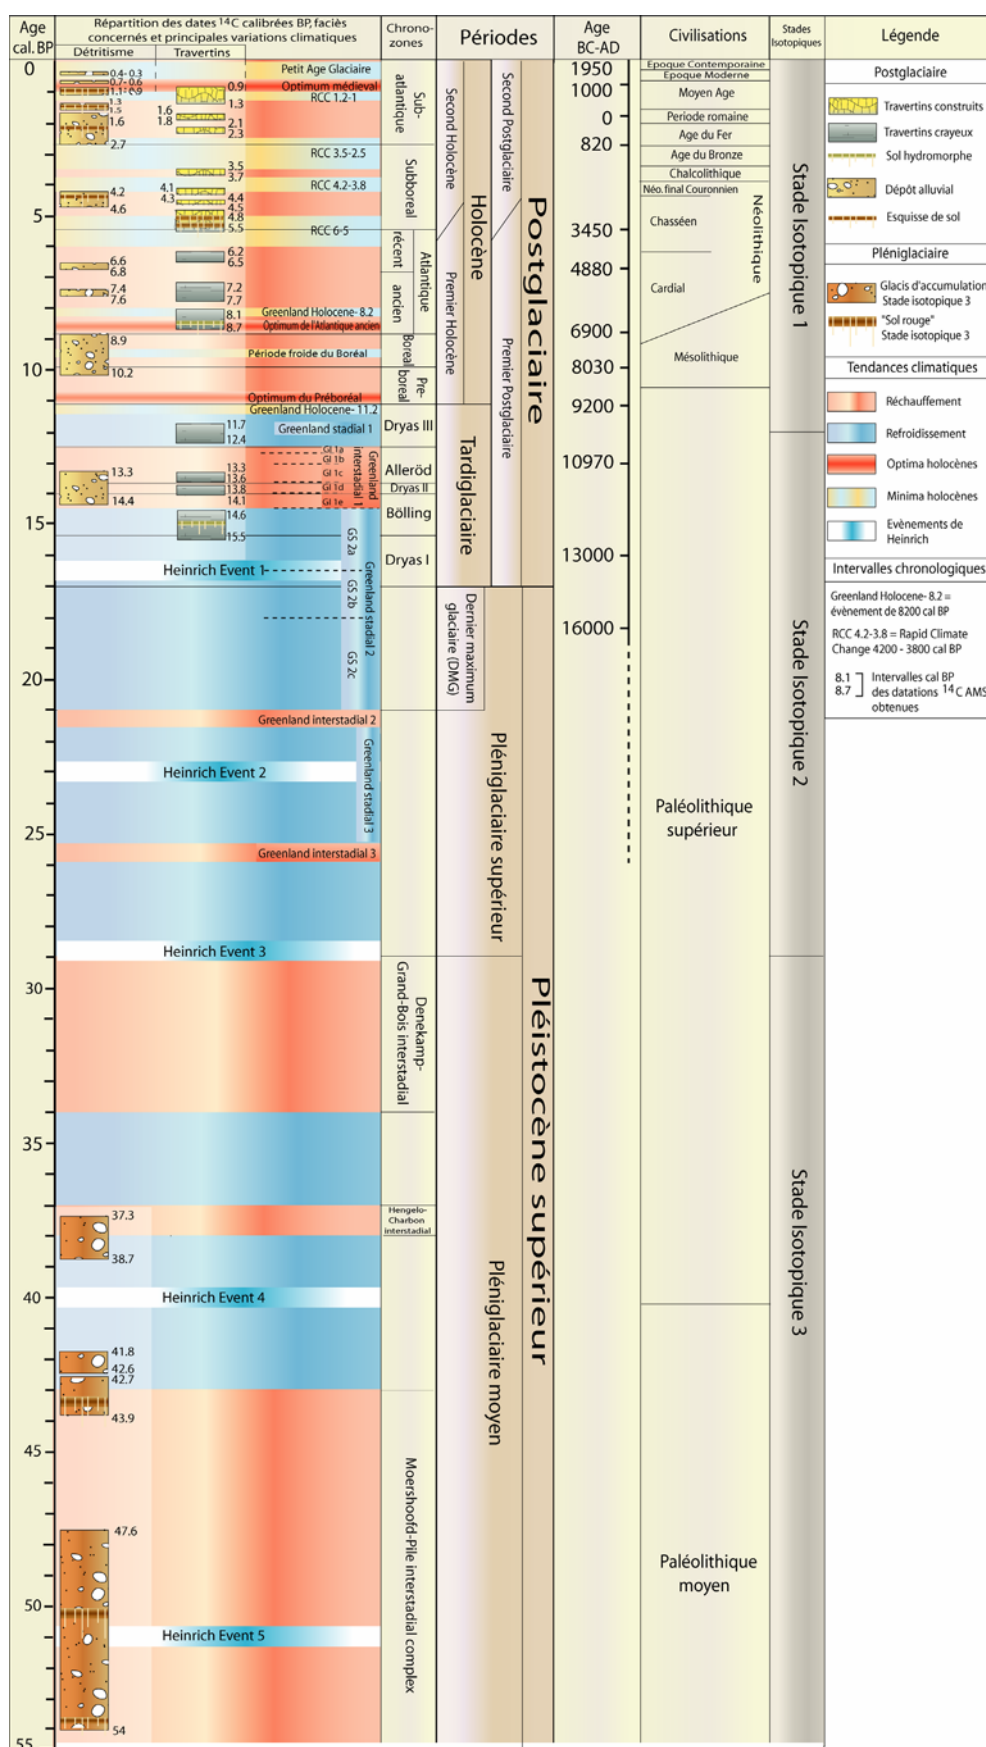 Age
cal. BP
Répartition des dates 14C calibrées BP, faciès
concernés et principales variations climatiques
Détritisme
Travertins
Chrono-
zones
Périodes
Age
BC-AD
Civilisations
Stades
Isotopiques
Légende
0
5
10
15
20
25
30
35
40
45
50
55
0.4- 0.3
0.7- 0.6
1.1- 0.9
1.3
1.5
1.6
2.7
4.2
4.6
6.6
6.8
7.4
7.6
8.9
10.2
13.3
14.4
37.3
38.7
41.8
42.6
42.7
43.9
47.6
54
0.9
1.3
1.6
1.8
2.1
2.3
3.5
3.7
4.1
4.3
4.4
4.5
4.8
5.5
6.2
6.5
7.2
7.7
8.1
8.7
11.7
12.4
13.3
13.6
13.8
14.1
14.6
15.5
Petit Age Glaciaire
Optimum médieval
RCC 1.2-1
RCC 3.5-2.5
RCC 4.2-3.8
RCC 6-5
Greenland Holocene- 8.2
Optimum de l'Atlantique ancien
Période froide du Boréal
Optimum du Préboréal
Greenland Holocene- 11.2
Greenland stadial 1
GI 1a
GI 1b
GI 1c
GI 1d
GI 1e
Greenland
interstadial 1
GS 2a
GS 2b
GS 2c
Greenland stadial 2
Heinrich Event 1
Greenland interstadial 2
Heinrich Event 2
Greenland stadial 3
Greenland interstadial 3
Heinrich Event 3
Heinrich Event 4
Heinrich Event 5
Sub-
atlantique
Subboreal
récent
ancien
Atlantique
Boreal
Pre-
boreal
Dryas III
Alleröd
Dryas II
Bölling
Dryas I
Denekamp-
Grand-Bois interstadial
Hengelo-
Charbon
interstadial
Moershoofd-Pile interstadial complex
Second Holocène
Premier Holocène
Holocène
Second Postglaciaire
Premier Postglaciaire
Postglaciaire
Tardiglaciaire
Dernier maximum
glaciaire (DMG)
Pléniglaciaire supérieur
Pléniglaciaire moyen
Pléistocène supérieur
1950
1000
0
820
3450
4880
6900
8030
9200
10970
13000
16000
Epoque Contemporaine
Epoque Moderne
Moyen Age
Periode romaine
Age du Fer
Age du Bronze
Chalcolithique
Néo. final Couronnien
Chasséen
Cardial
Néolithique
Mésolithique
Paléolithique
supérieur
Paléolithique
moyen
Stade Isotopique 1
Stade Isotopique 2
Stade Isotopique 3
Postglaciaire
Travertins construits
Travertins crayeux
Sol hydromorphe
Dépôt alluvial
Esquisse de sol
Pléniglaciaire
Glacis d'accumulation
Stade isotopique 3
"Sol rouge"
Stade isotopique 3
Tendances climatiques
Réchauffement
Refroidissement
Optima holocènes
Minima holocènes
Evènements de
Heinrich
Intervalles chronologiques
Greenland Holocene- 8.2 =
évènement de 8200 cal BP
RCC 4.2-3.8 = Rapid Climate
Change 4200 - 3800 cal BP
8.1
8.7
Intervalles cal BP
des datations 14C AMS
obtenues